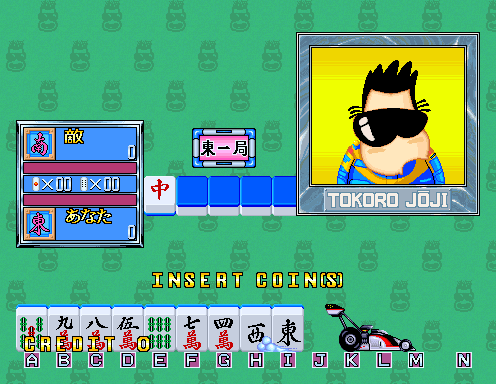 TOKORO JŌJI
南 敵 0
×00 ×00
東 あなた 0
東一局
中
INSERT COIN(S)
九萬 八萬 伍萬 七萬 四萬 西 東
CREDIT 0
A B C D E F G H I J K L M N